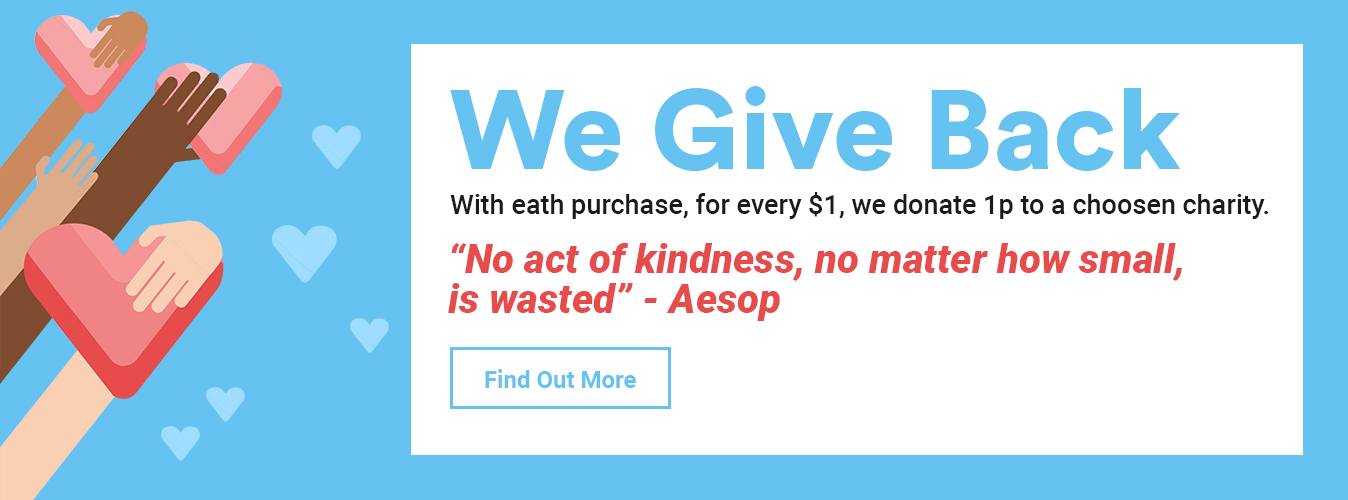 We Give Back
With eath purchase, for every $1, we donate 1p to a choosen charity.
“No act of kindness, no matter how small,
is wasted” - Aesop
Find Out More